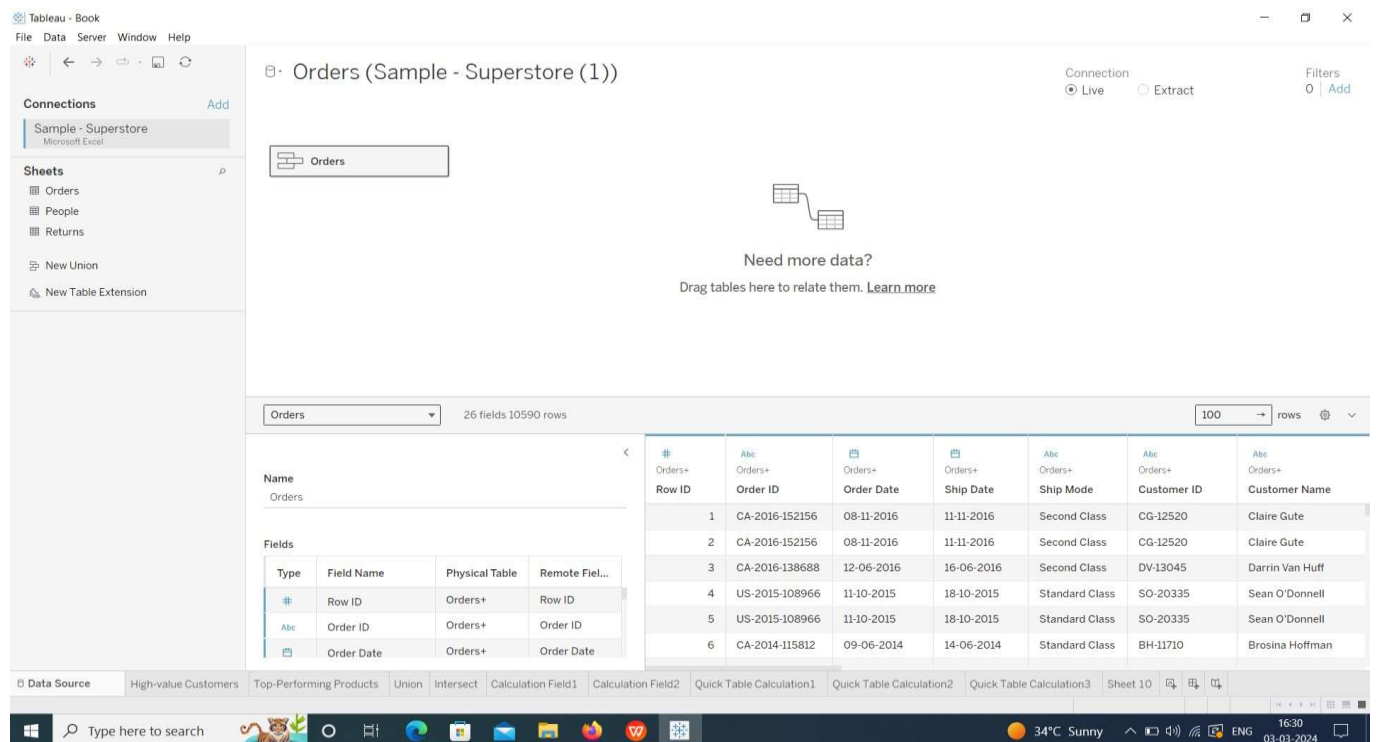 Tableau - Book
File Data Server Window Help
Orders (Sample - Superstore (1))
Connection
Live Extract
Filters
0 Add
Connections Add
Sample - Superstore
Microsoft Excel
Sheets
Orders
People
Returns
New Union
New Table Extension
Orders
Need more data?
Drag tables here to relate them. Learn more
Orders 26 fields 10590 rows 100 → rows
Name
Orders
Fields
Type Field Name Physical Table Remote Fiel...
# Row ID Orders+ Row ID
Abc Order ID Orders+ Order ID
Order Date Orders+ Order Date
# Abc Abc Abc Abc
Orders+ Orders+ Orders+ Orders+ Orders+ Orders+ Orders+
Row ID Order ID Order Date Ship Date Ship Mode Customer ID Customer Name
1 CA-2016-152156 08-11-2016 11-11-2016 Second Class CG-12520 Claire Gute
2 CA-2016-152156 08-11-2016 11-11-2016 Second Class CG-12520 Claire Gute
3 CA-2016-138688 12-06-2016 16-06-2016 Second Class DV-13045 Darrin Van Huff
4 US-2015-108966 11-10-2015 18-10-2015 Standard Class SO-20335 Sean O'Donnell
5 US-2015-108966 11-10-2015 18-10-2015 Standard Class SO-20335 Sean O'Donnell
6 CA-2014-115812 09-06-2014 14-06-2014 Standard Class BH-11710 Brosina Hoffman
Data Source High-value Customers Top-Performing Products Union Intersect Calculation Field1 Calculation Field2 Quick Table Calculation1 Quick Table Calculation2 Quick Table Calculation3 Sheet 10
Type here to search 34°C Sunny ENG 16:30
03-03-2024